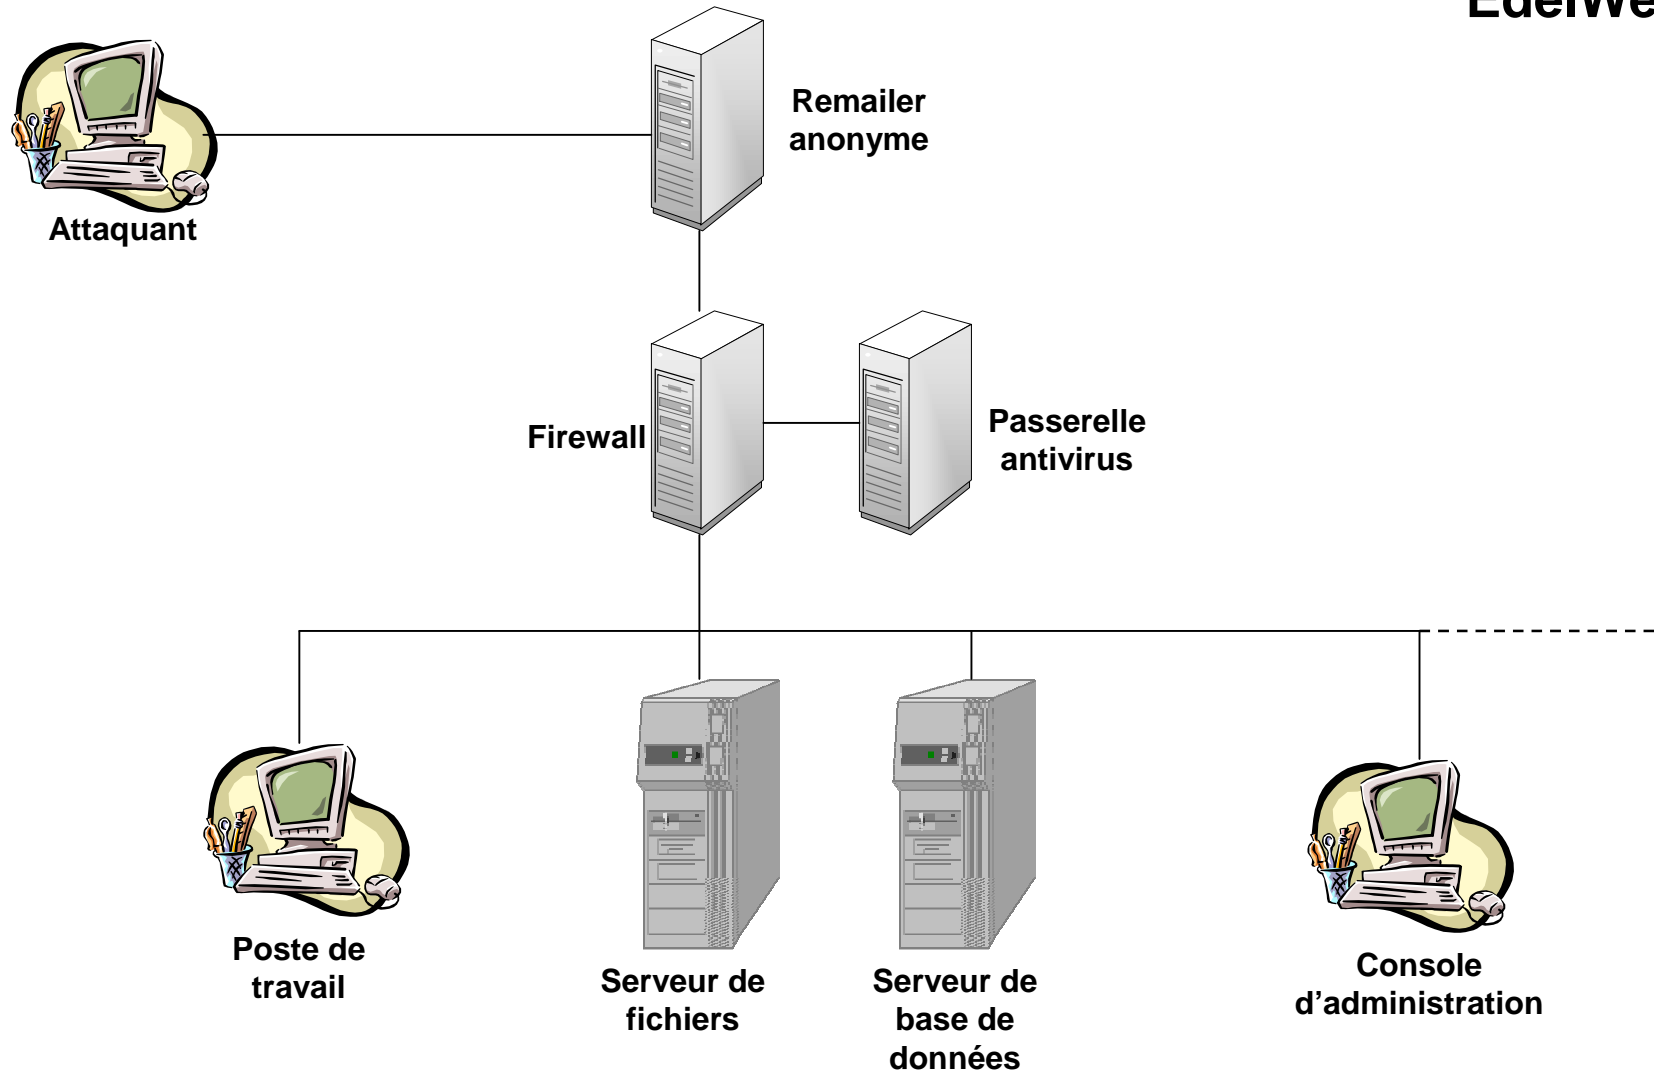 EdelWe
Remailer
anonyme
Attaquant
Firewall
Passerelle
antivirus
Poste de
travail
Serveur de
fichiers
Serveur de
base de
données
Console
d’administration